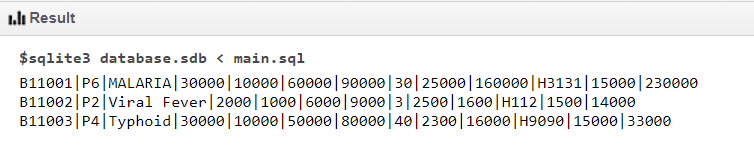 Result
$sqlite3 database.sdb < main.sql
B11001|P6|MALARIA|30000|10000|60000|90000|30|25000|160000|H3131|15000|230000
B11002|P2|Viral Fever|2000|1000|6000|9000|3|2500|1600|H112|1500|14000
B11003|P4|Typhoid|30000|10000|50000|80000|40|2300|16000|H9090|15000|33000